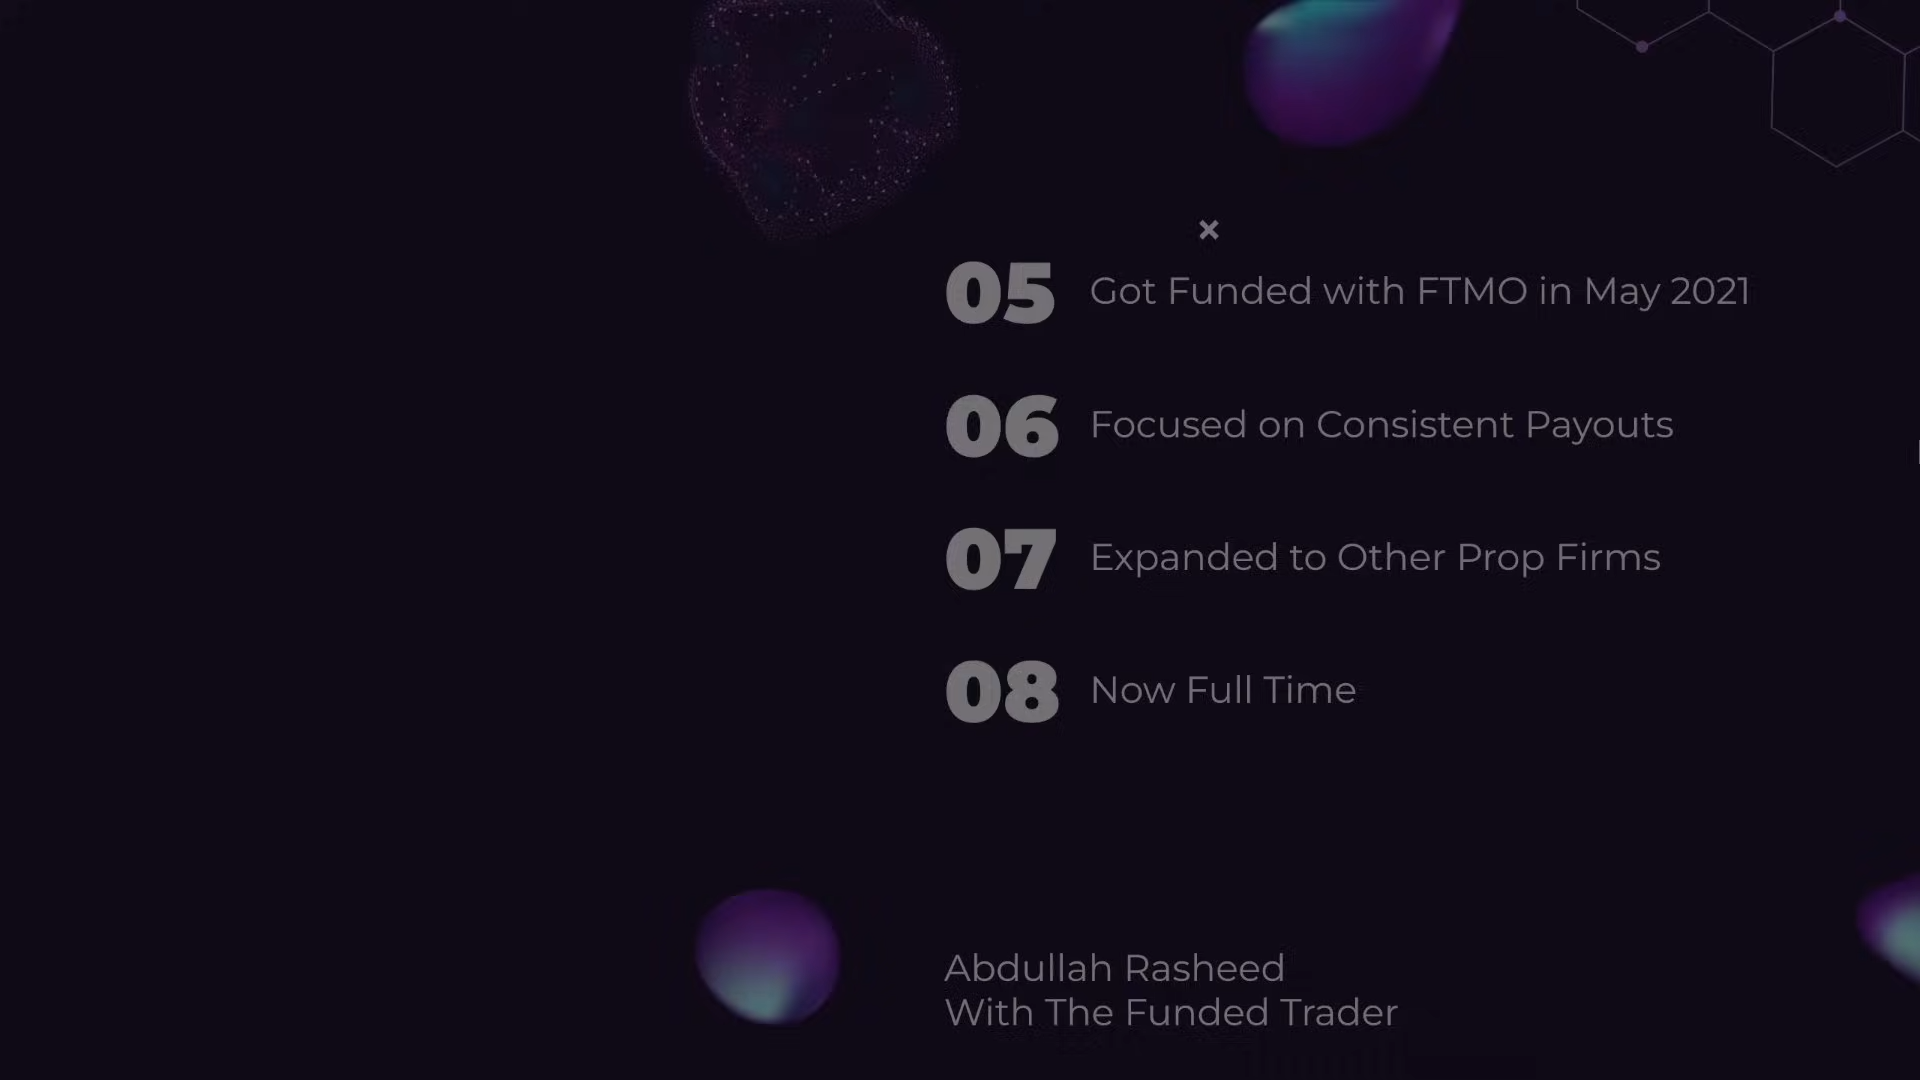 05 Got Funded with FTMO in May 2021
06 Focused on Consistent Payouts
07 Expanded to Other Prop Firms
08 Now Full Time
Abdullah Rasheed
With The Funded Trader